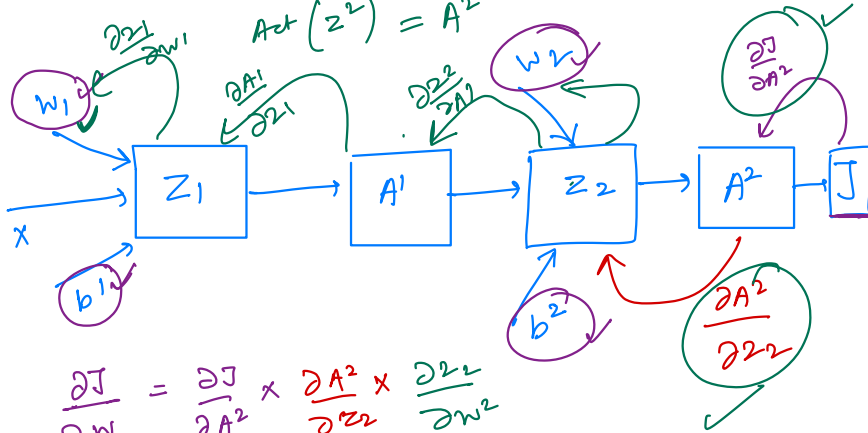 Act (Z²) = A²
∂Z1/∂W1
∂A1/∂Z1
∂Z2/∂A1
W2
∂J/∂A²
W1
Z1
A¹
Z2
A²
J
x
b1
b²
∂A²/∂Z2
∂J/∂W = ∂J/∂A² × ∂A²/∂Z2 × ∂Z2/∂W²